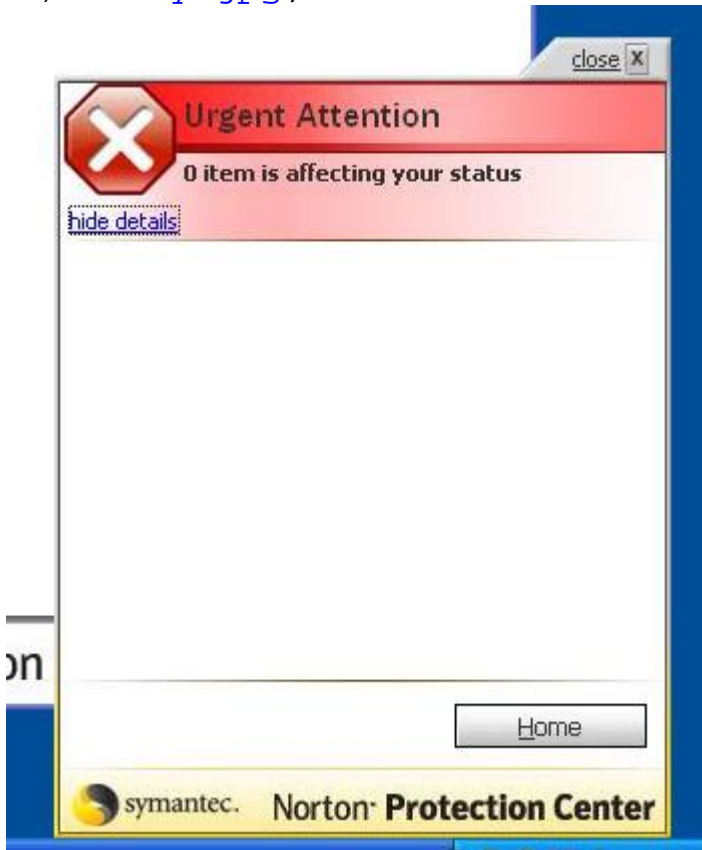 close X
Urgent Attention
0 item is affecting your status
hide details
on
Home
symantec. Norton· Protection Center